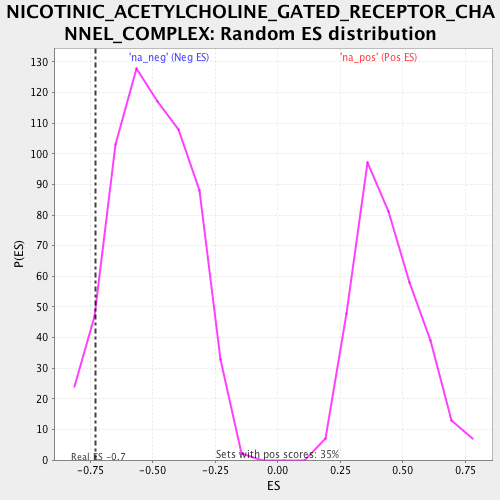 NICOTINIC_ACETYLCHOLINE_GATED_RECEPTOR_CHA
NNEL_COMPLEX: Random ES distribution
'na_neg' (Neg ES) 'na_pos' (Pos ES)
130
120
110
100
90
80
70
60
50
40
30
20
10
0
P(ES)
Real ES -0.7 Sets with pos scores: 35%
-0.75 -0.50 -0.25 0.00 0.25 0.50 0.75
ES